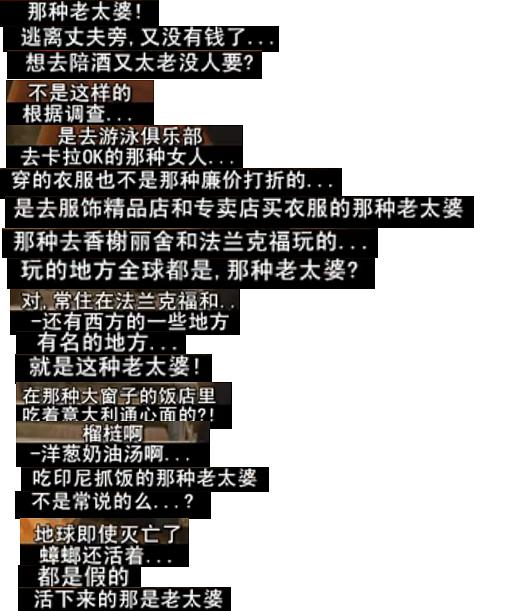 那种老太婆!
逃离丈夫旁,又没有钱了...
想去陪酒又太老没人要?
不是这样的
根据调查...
是去游泳俱乐部
去卡拉OK的那种女人...
穿的衣服也不是那种廉价打折的...
是去服饰精品店和专卖店买衣服的那种老太婆
那种去香榭丽舍和法兰克福玩的...
玩的地方全球都是,那种老太婆?
对,常住在法兰克福和..
-还有西方的一些地方
有名的地方...
就是这种老太婆!
在那种大窗子的饭店里
吃着意大利通心面的?!
榴梿啊
-洋葱奶油汤啊...
吃印尼抓饭的那种老太婆
不是常说的么...?
地球即使灭亡了
蟑螂还活着...
都是假的
活下来的那是老太婆